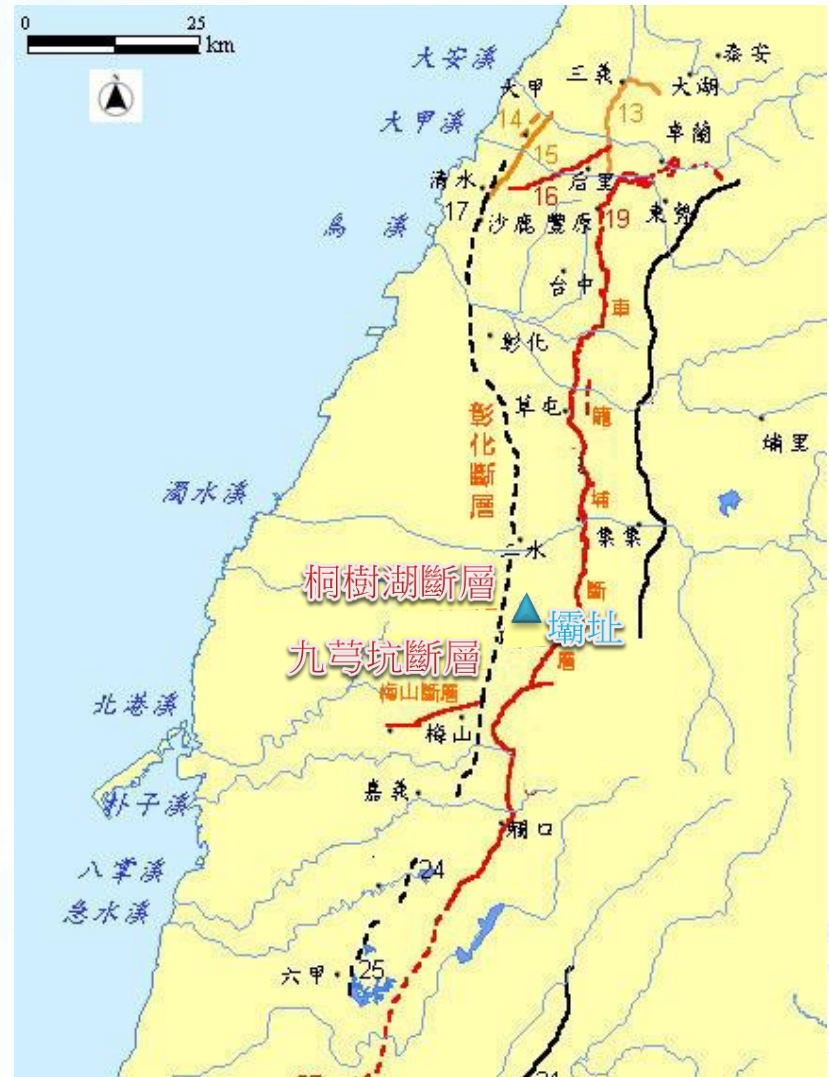 0 25
km
大安溪
泰安
三義
大湖
大甲
大甲溪
14
13
卓蘭
15
清水
16
后里
17
沙鹿
豐原
19
東勢
烏溪
台中
車
彰化
草屯
籠
彰化斷層
埔里
埔
濁水溪
集集
二水
桐樹湖斷層
斷
壩址
九芎坑斷層
層
梅山斷層
北港溪
梅山
嘉義
朴子溪
觸口
八掌溪
24
急水溪
六甲
25